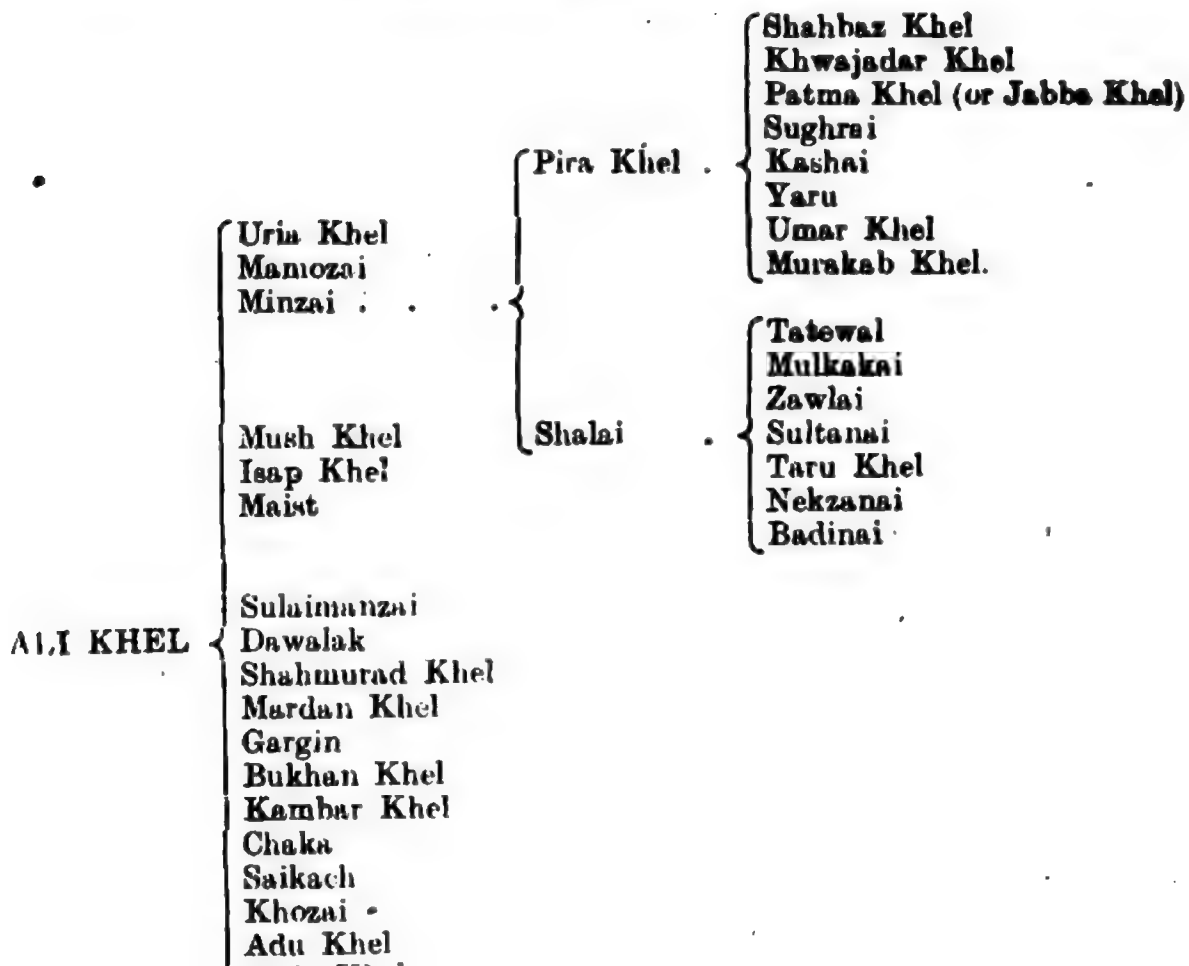 Shahbaz Khel
Khwajadar Khel
Patma Khel (or Jabba Khel)
Sughrai
Pira Khel .
Kashai
Yaru
Umar Khel
Murakab Khel.
Uria Khel
Mamozai
Minzai . . .
Tatewal
Mulkakai
Zawlai
Shalai .
Sultanai
Taru Khel
Nekzanai
Badinai
Mush Khel
Isap Khel
Maist
Sulaimanzai
ALI KHEL
Dawalak
Shahmurad Khel
Mardan Khel
Gargin
Bukhan Khel
Kambar Khel
Chaka
Saikach
Khozai
Adu Khel